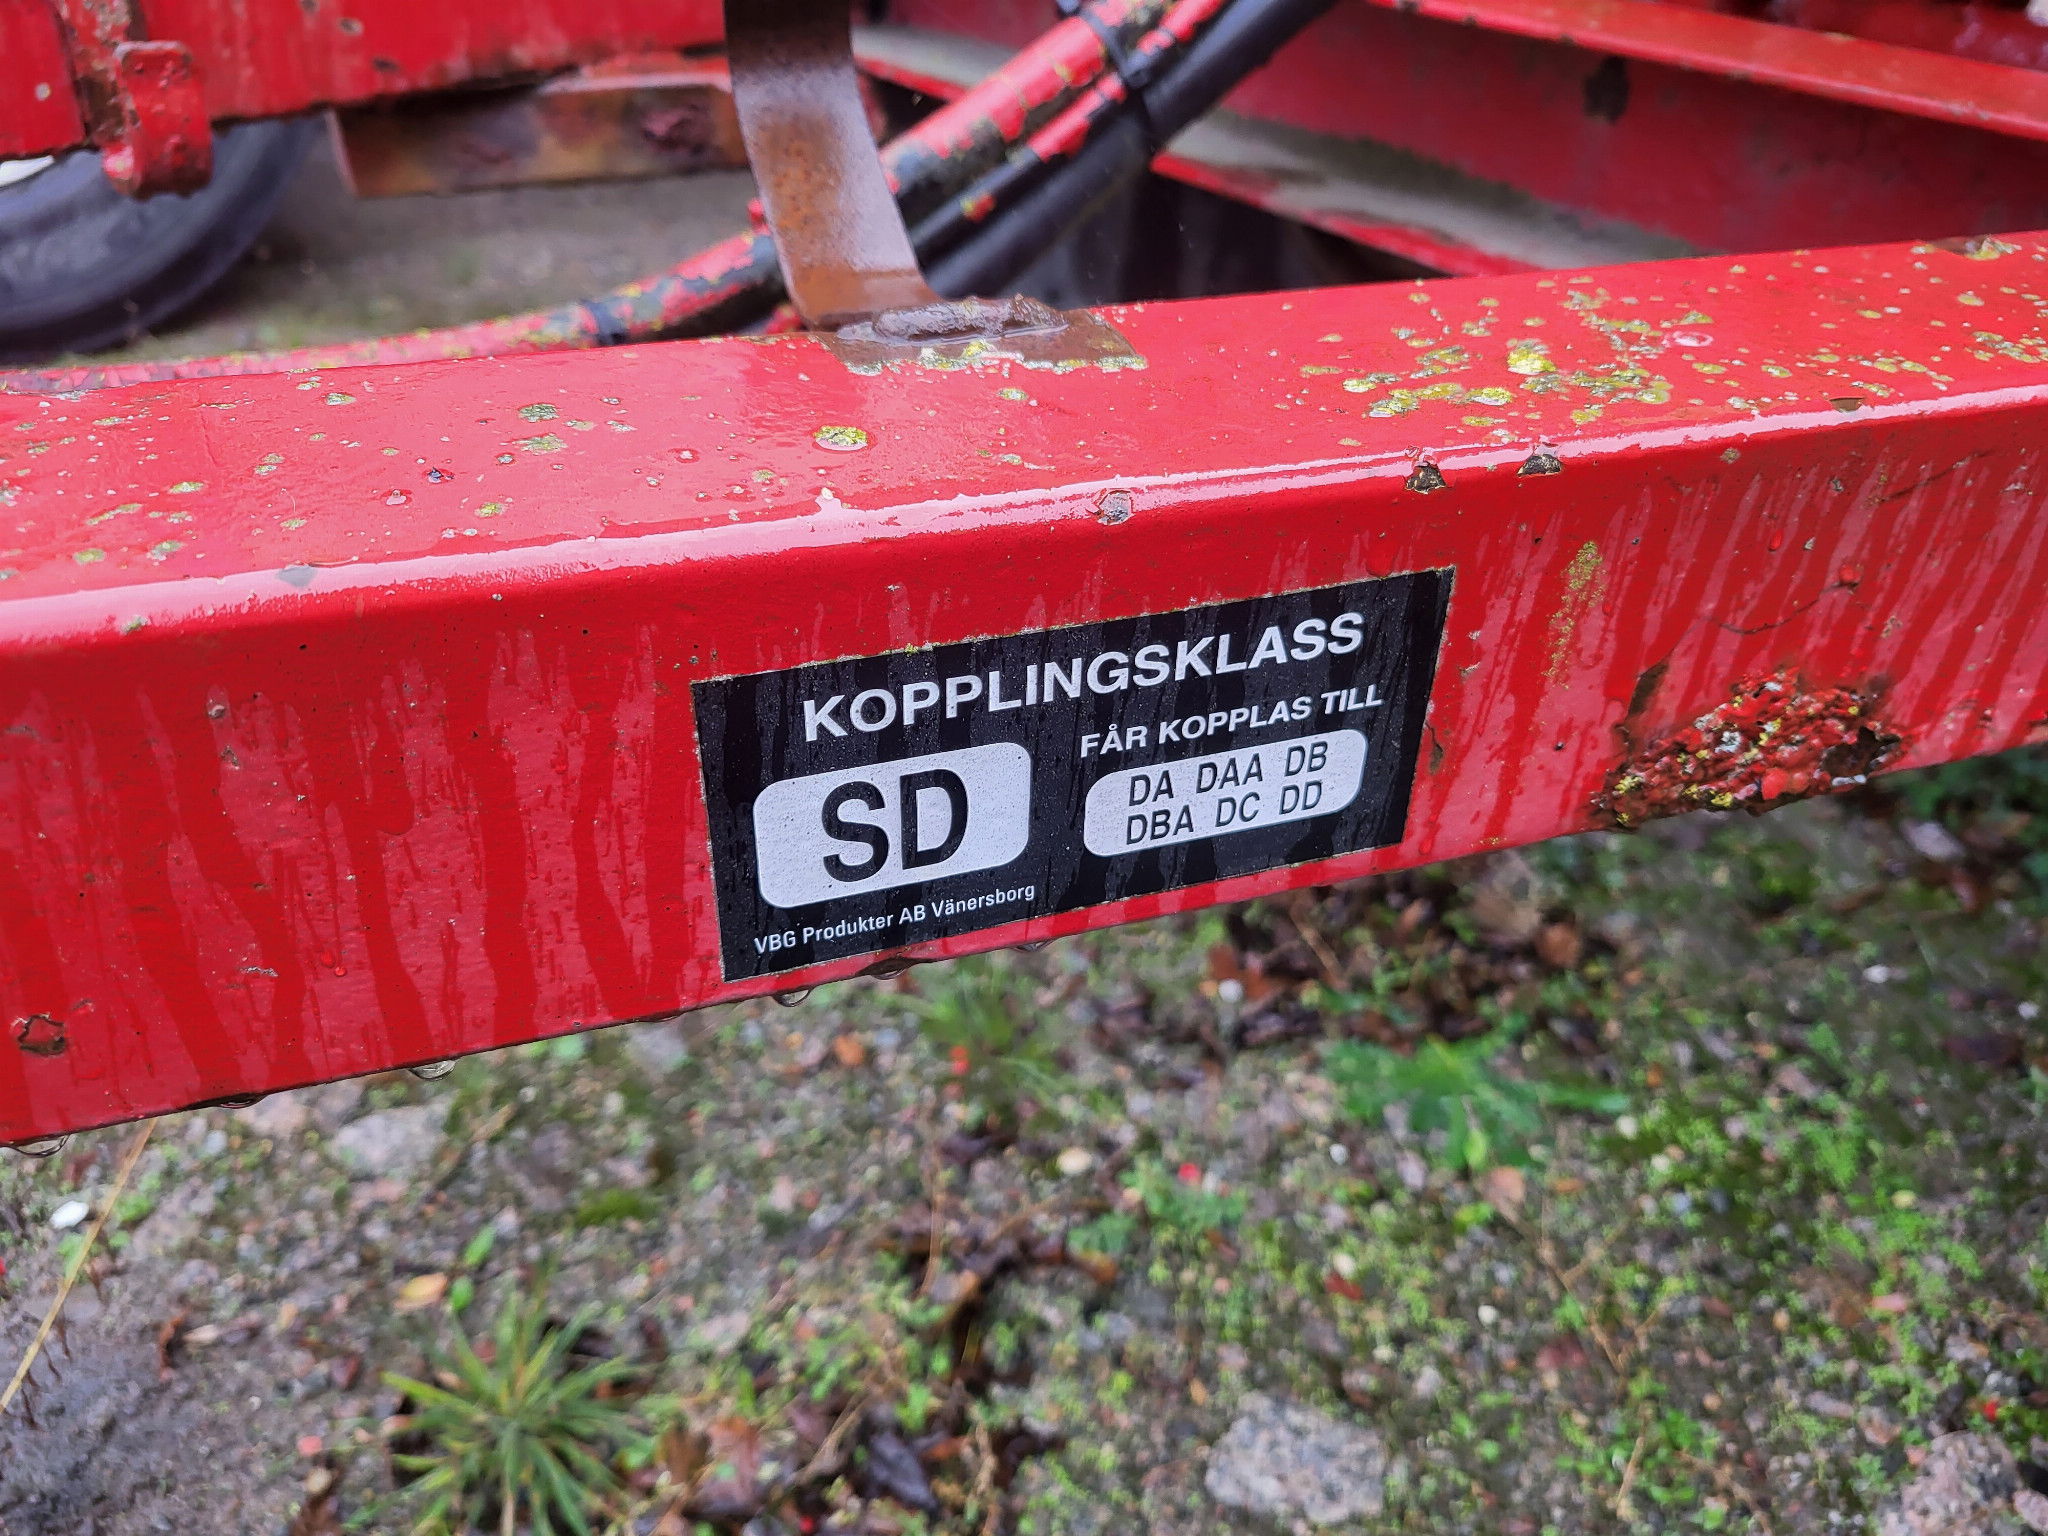 KOPPLINGSKLASS
SD
FÅR KOPPLAS TILL
DA DAA DB
DBA DC DD
VBG Produkter AB Vänersborg